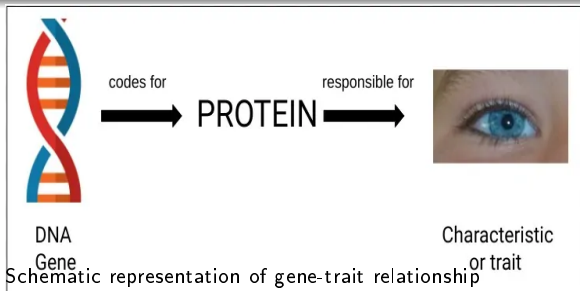 codes for
responsible for
PROTEIN
DNA
Gene
Characteristic
or trait
Schematic representation of gene-trait relationship